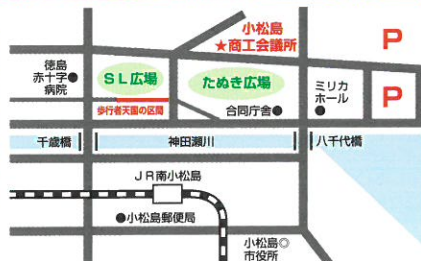 小松島
★商工会議所
P
徳島
赤十字
病院
SL広場
たぬき広場
ミリカ
ホール
P
歩行者天国の区間
合同庁舎●
千歳橋
神田瀬川
八千代橋
JR南小松島
●小松島郵便局
小松島◎
市役所